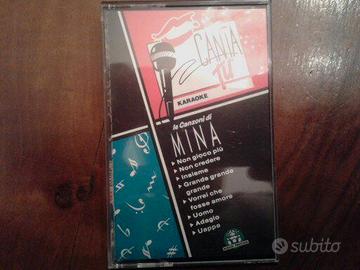 CANTA
TU
KARAOKE
le Canzoni di
MINA
Non gioco più
Non credere
Insieme
Grande grande
grande
Vorrei che
fosse amore
Uomo
Adagio
Uappa
subito